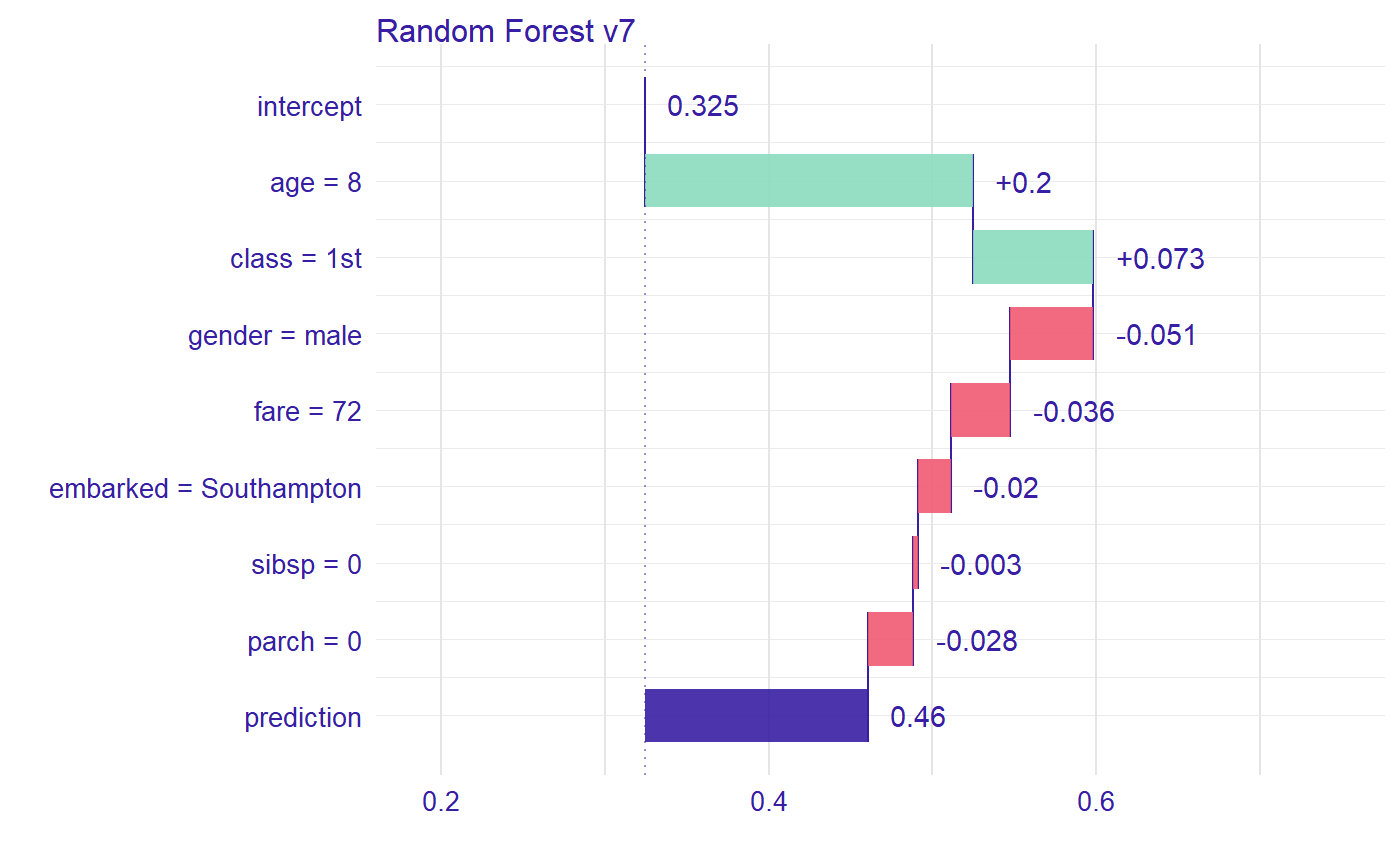 Random Forest v7
intercept 0.325
age = 8 +0.2
class = 1st +0.073
gender = male -0.051
fare = 72 -0.036
embarked = Southampton -0.02
sibsp = 0 -0.003
parch = 0 -0.028
prediction 0.46
0.2 0.4 0.6